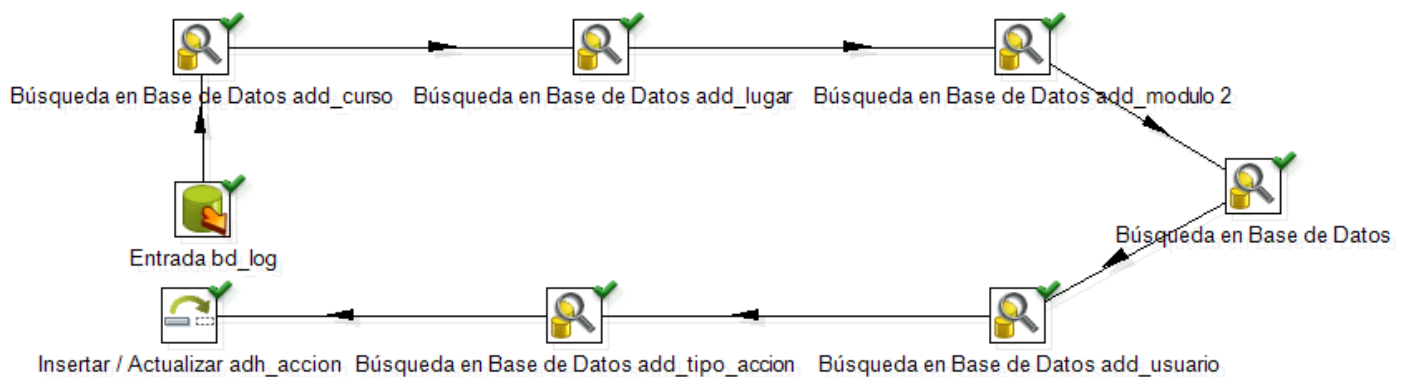 Búsqueda en Base de Datos add_curso
Búsqueda en Base de Datos add_lugar
Búsqueda en Base de Datos add_modulo 2
Búsqueda en Base de Datos
Entrada bd_log
Insertar / Actualizar adh_accion
Búsqueda en Base de Datos add_tipo_accion
Búsqueda en Base de Datos add_usuario